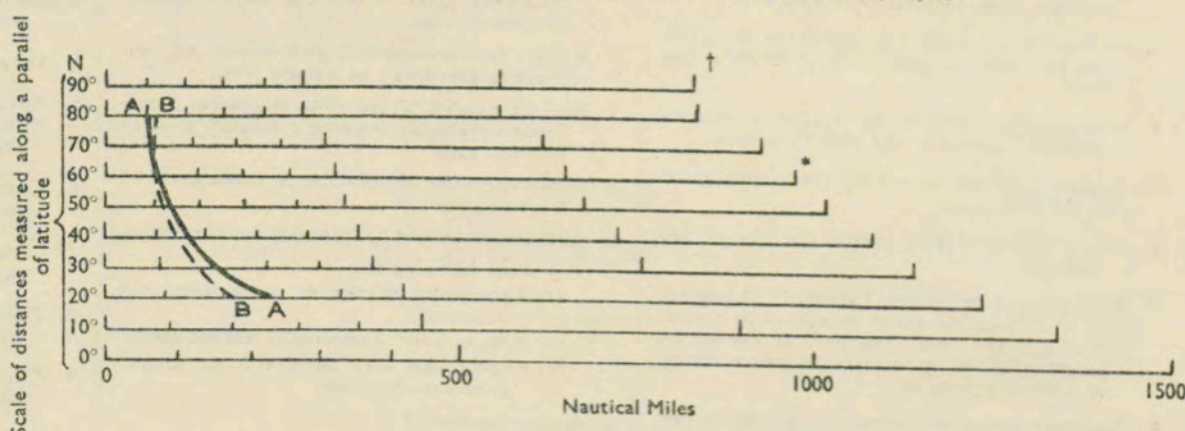 Scale of distances measured along a parallel
of latitude
N
90° †
A B
80°
70°
60° *
50°
40°
30°
20° B A
10°
0°
0 500 1000 1500
Nautical Miles